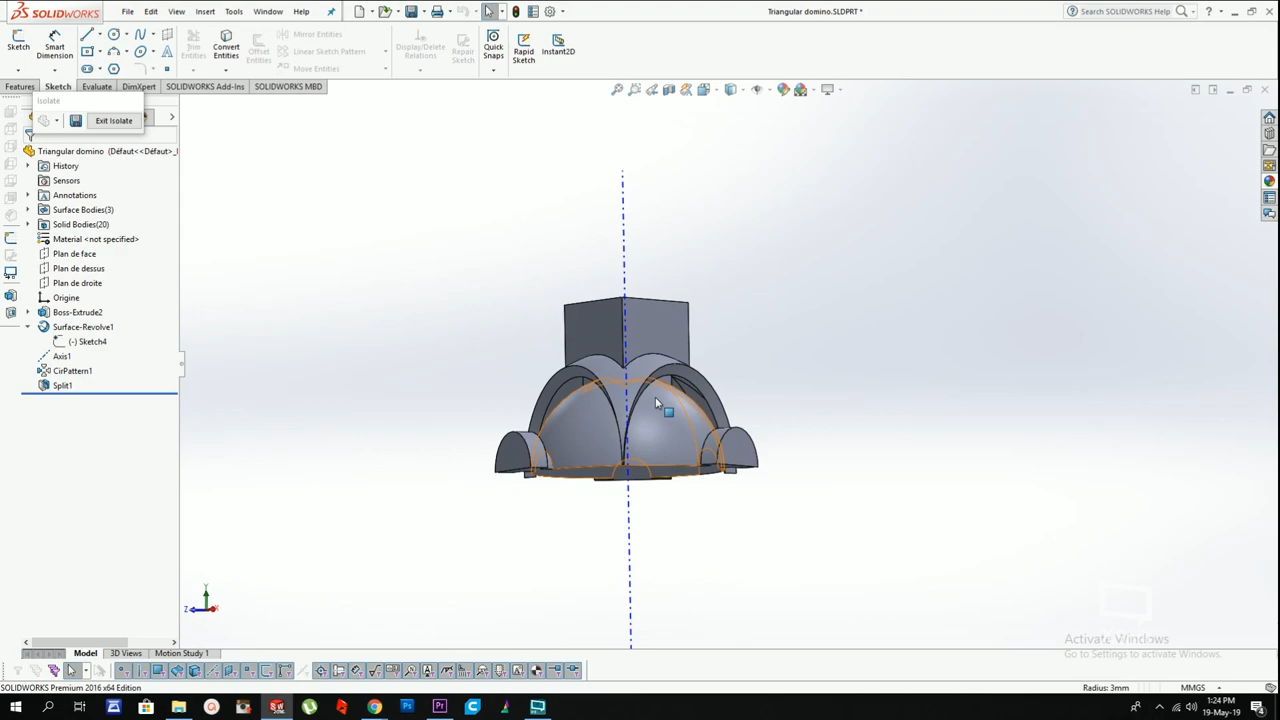 SOLIDWORKS
File Edit View Insert Tools Window Help
Triangular domino.SLDPRT *
Search SOLIDWORKS Help
Sketch
Smart Dimension
Trim Entities
Convert Entities
Offset Entities
Mirror Entities
Linear Sketch Pattern
Move Entities
Display/Delete Relations
Repair Sketch
Quick Snaps
Rapid Sketch
Instant2D
Features Sketch Evaluate DimXpert SOLIDWORKS Add-Ins SOLIDWORKS MBD
Isolate
Exit Isolate
Triangular domino (Défaut<<Défaut>_
History
Sensors
Annotations
Surface Bodies(3)
Solid Bodies(20)
Material <not specified>
Plan de face
Plan de dessus
Plan de droite
Origine
Boss-Extrude2
Surface-Revolve1
(-) Sketch4
Axis1
CirPattern1
Split1
Y
Z X
Activate Windows
Go to Settings to activate Windows.
Model 3D Views Motion Study 1
SOLIDWORKS Premium 2016 x64 Edition
Radius: 3mm MMGS
1:24 PM
19-May-19